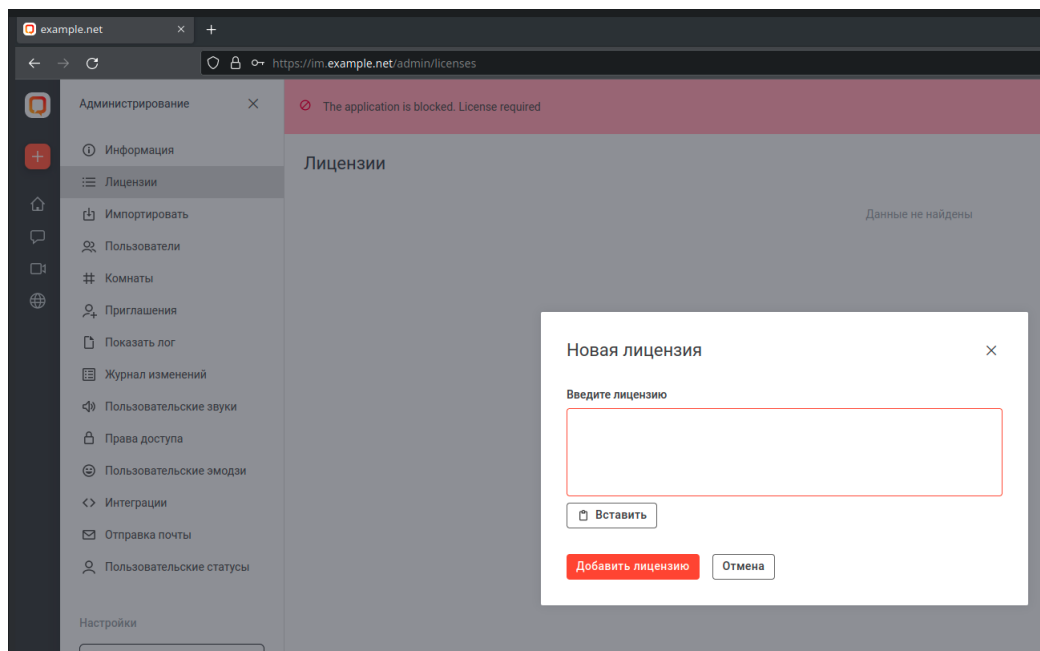 example.net
https://im.example.net/admin/licenses
Администрирование
The application is blocked. License required
Информация
Лицензии
Импортировать
Пользователи
Комнаты
Приглашения
Показать лог
Журнал изменений
Пользовательские звуки
Права доступа
Пользовательские эмодзи
Интеграции
Отправка почты
Пользовательские статусы
Настройки
Лицензии
Данные не найдены
Новая лицензия
Введите лицензию
Вставить
Добавить лицензию
Отмена